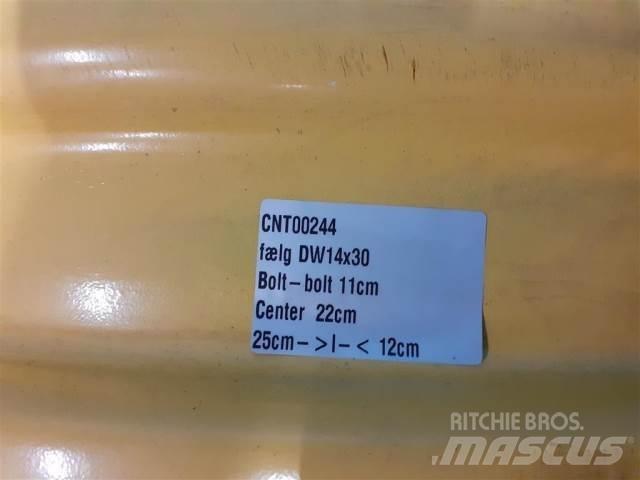 CNT00244
fælg DW14x30
Bolt-bolt 11cm
Center 22cm
25cm->I-< 12cm
RITCHIE BROS.
MASCUS